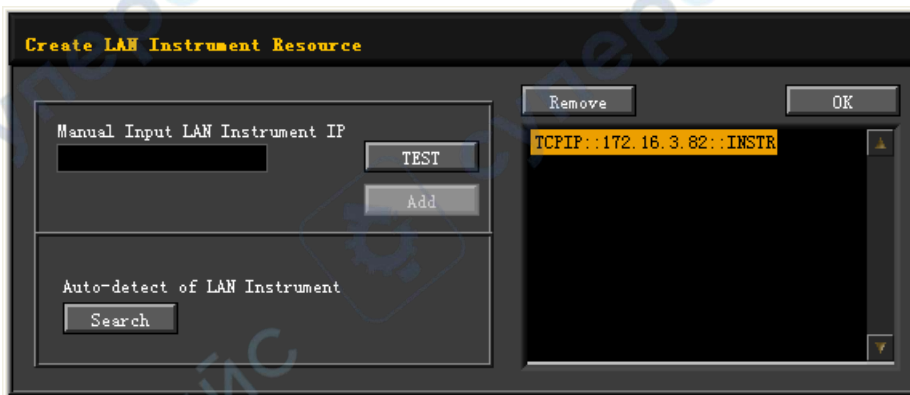 Create LAN Instrument Resource
Manual Input LAN Instrument IP
TEST
Add
Auto-detect of LAN Instrument
Search
Remove
OK
TCPIP::172.16.3.82::INSTR